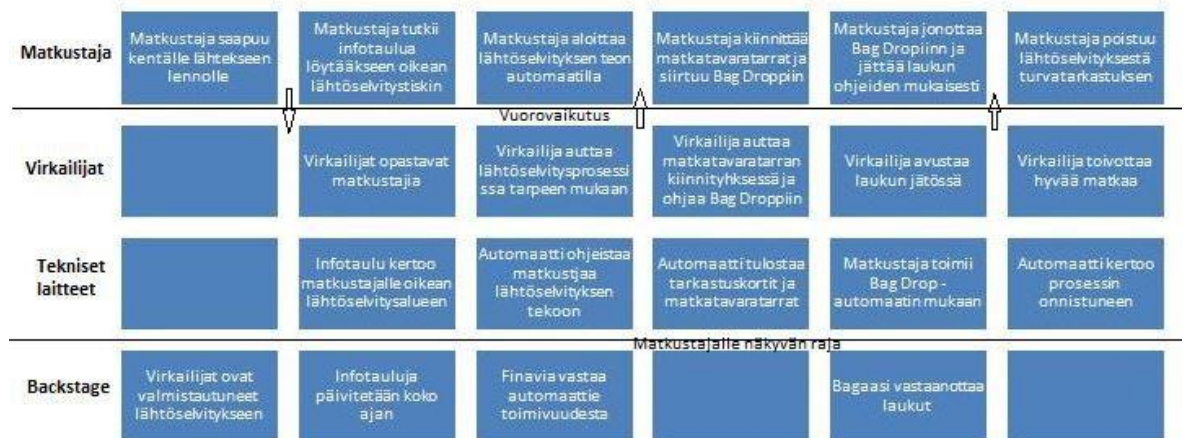 Matkustaja
Matkustaja saapuu
kentälle lähtekseen
lennolle
Matkustaja tutkii
infotaulua
löytääkseen oikean
lähtöselvitystiskin
Matkustaja aloittaa
lähtöselvityksen teon
automaatilla
Matkustaja kiinnittää
matkatavaratarrat ja
siirtuu Bag Droppiin
Matkustaja jonottaa
Bag Dropiinn ja
jättää laukun
ohjeiden mukaisesti
Matkustaja poistuu
lähtöselvityksestä
turvatarkastuksen
Vuorovaikutus
Virkailijat
Virkailijat opastavat
matkustajia
Virkailija auttaa
lähtöselvitysprosessi
ssa tarpeen mukaan
Virkailija auttaa
matkatavaratarran
kiinnityhksessä ja
ohjaa Bag Droppiin
Virkailija avustaa
laukun jätössä
Virkailija toivottaa
hyvää matkaa
Tekniset
laitteet
Infotaulu kertoo
matkustajalle oikean
lähtöselvitysalueen
Automaatti ohjeistaa
matkustjaa
lähtöselvityksen
tekoon
Automaatti tulostaa
tarkastuskortit ja
matkatavaratarrat
Matkustaja toimii
Bag Drop -
automaatin mukaan
Automaatti kertoo
prosessin
onnistuneen
Matkustajalle näkyvän raja
Backstage
Virkailijat ovat
valmistautuneet
lähtöselvitykseen
Infotauluja
päivitetään koko
ajan
Finavia vastaa
automaattie
toimivuudesta
Bagaasi vastaanottaa
laukut